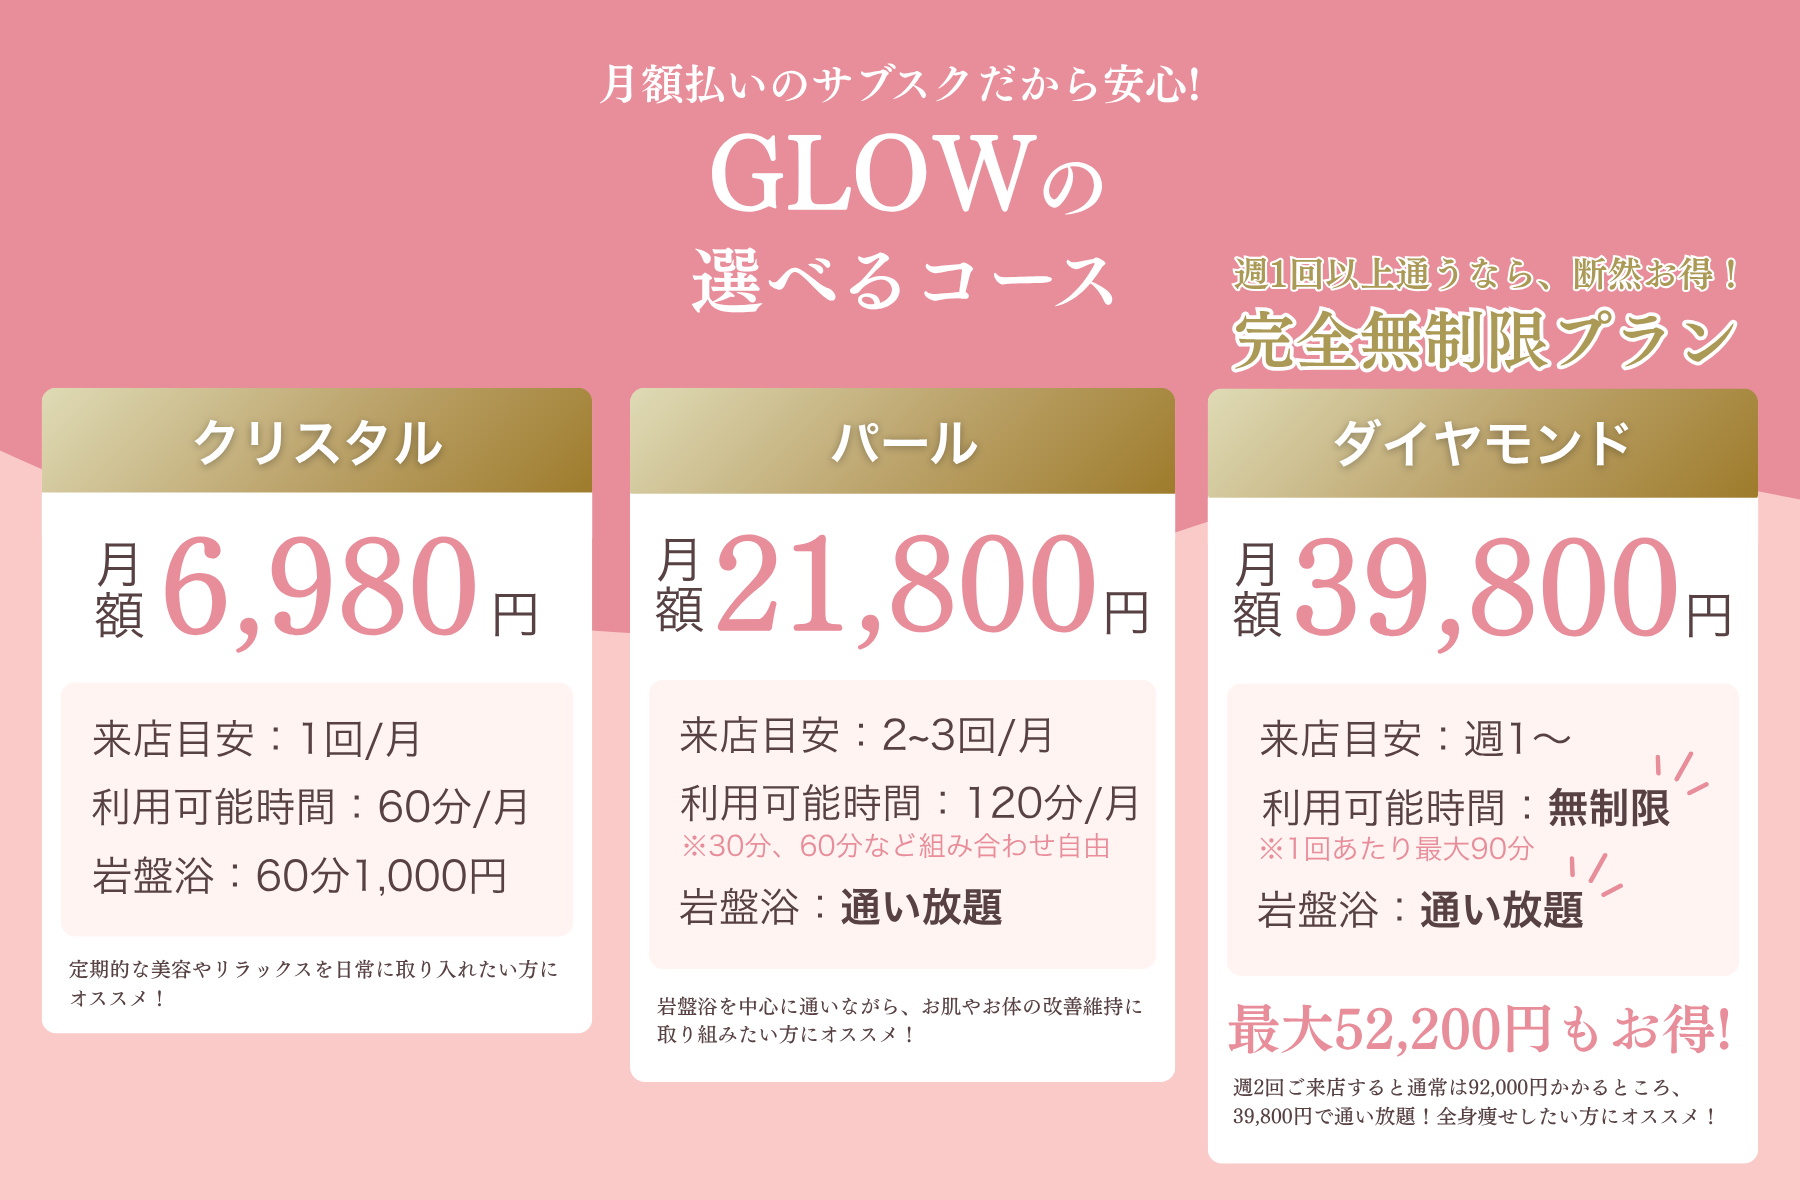 月額払いのサブスクだから安心!
GLOWの
選べるコース
クリスタル
月額 6,980 円
来店目安：1回/月
利用可能時間：60分/月
岩盤浴：60分1,000円
定期的な美容やリラックスを日常に取り入れたい方に
オススメ！
パール
月額 21,800 円
来店目安：2~3回/月
利用可能時間：120分/月
※30分、60分など組み合わせ自由
岩盤浴：通い放題
岩盤浴を中心に通いながら、お肌やお体の改善維持に
取り組みたい方にオススメ！
週1回以上通うなら、断然お得！
完全無制限プラン
ダイヤモンド
月額 39,800 円
来店目安：週1〜
利用可能時間：無制限
※1回あたり最大90分
岩盤浴：通い放題
最大52,200円もお得!
週2回ご来店すると通常は92,000円かかるところ、
39,800円で通い放題！全身痩せしたい方にオススメ！